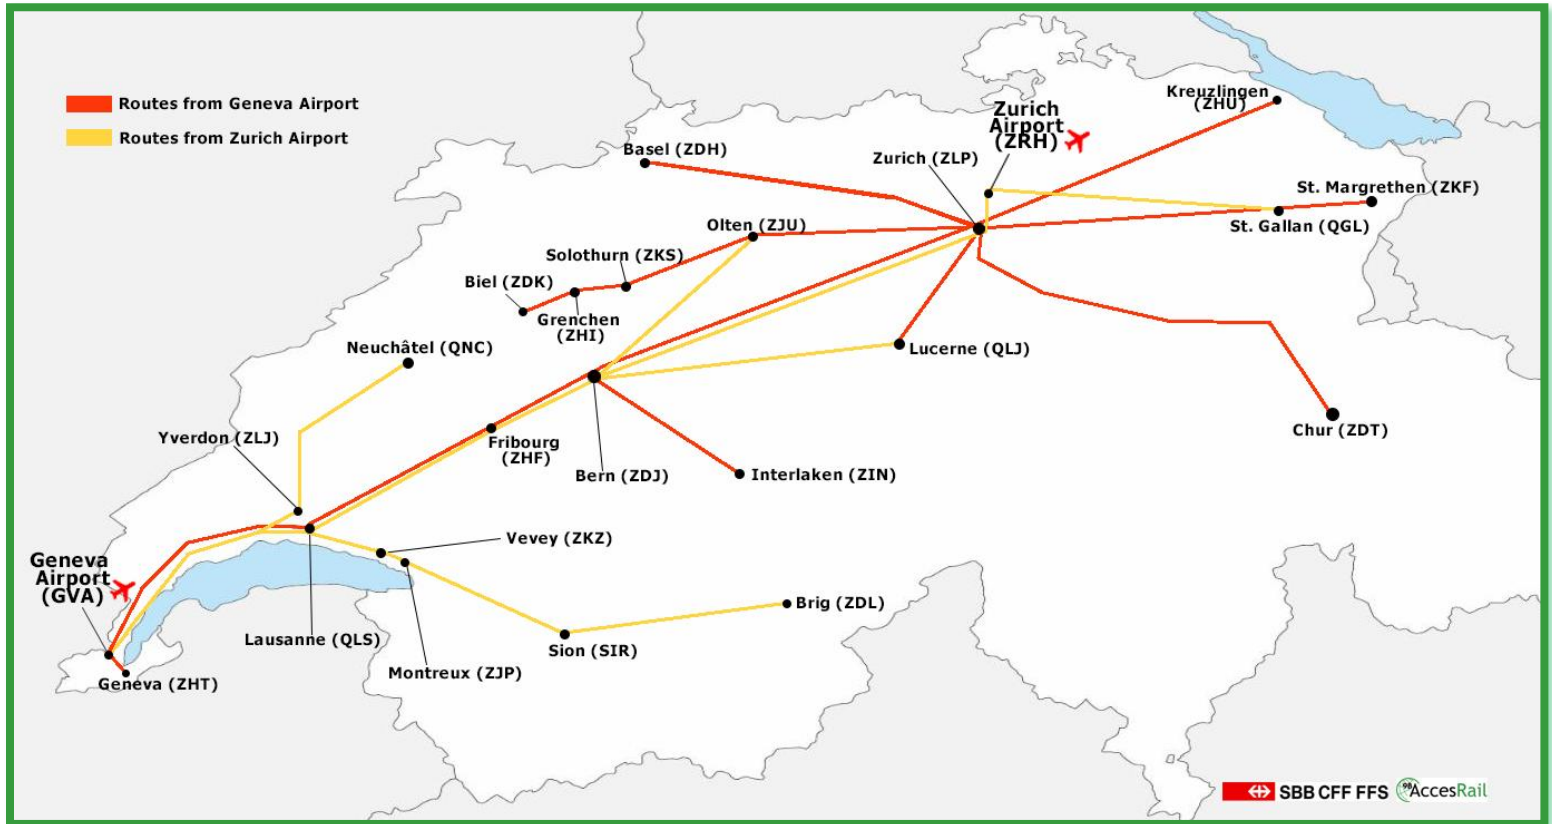 Routes from Geneva Airport
Routes from Zurich Airport
Kreuzlingen
(ZHU)
Zurich
Airport
(ZRH)
Basel (ZDH)
Zurich (ZLP)
St. Margrethen (ZKF)
Olten (ZJU)
St. Gallan (QGL)
Solothurn (ZKS)
Biel (ZDK)
Grenchen
(ZHI)
Neuchâtel (QNC)
Lucerne (QLJ)
Yverdon (ZLJ)
Fribourg
(ZHF)
Chur (ZDT)
Bern (ZDJ)
Interlaken (ZIN)
Vevey (ZKZ)
Geneva
Airport
(GVA)
Brig (ZDL)
Lausanne (QLS)
Sion (SIR)
Montreux (ZJP)
Geneva (ZHT)
SBB CFF FFS
9B AccesRail